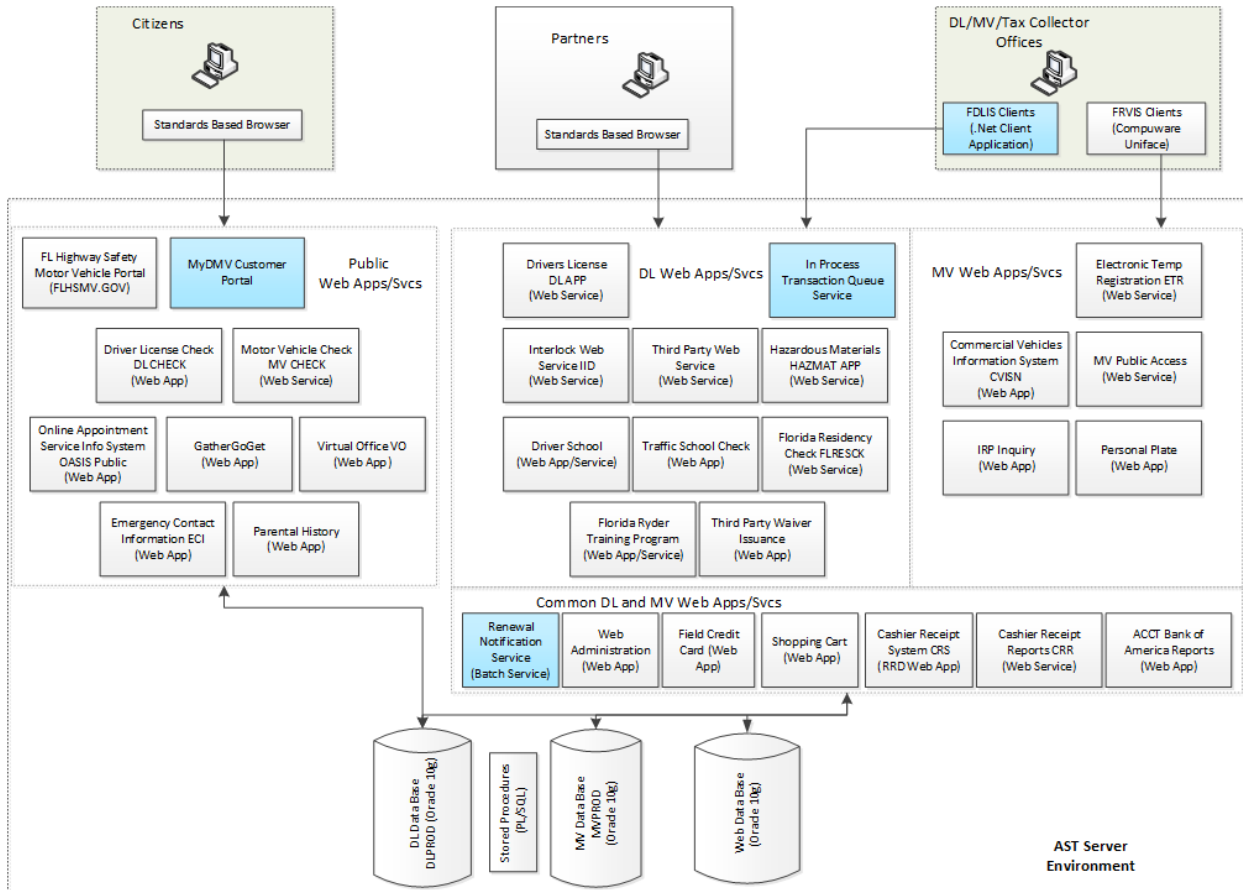 Citizens
Standards Based Browser
Partners
Standards Based Browser
DL/MV/Tax Collector
Offices
FDLIS Clients
(.Net Client
Application)
FRVIS Clients
(Compuware
Uniface)
FL Highway Safety
Motor Vehicle Portal
(FLHSMV.GOV)
MyDMV Customer
Portal
Public
Web Apps/Svcs
Driver License Check
DL CHECK
(Web App)
Motor Vehicle Check
MV CHECK
(Web Service)
Online Appointment
Service Info System
OASIS Public
(Web App)
GatherGoGet
(Web App)
Virtual Office VO
(Web App)
Emergency Contact
Information ECI
(Web App)
Parental History
(Web App)
Drivers License
DL APP
(Web Service)
DL Web Apps/Svcs
In Process
Transaction Queue
Service
Interlock Web
Service IID
(Web Service)
Third Party Web
Service
(Web Service)
Hazardous Materials
HAZMAT APP
(Web Service)
Driver School
(Web App/Service)
Traffic School Check
(Web App)
Florida Residency
Check FLRESCK
(Web Service)
Florida Ryder
Training Program
(Web App/Service)
Third Party Waiver
Issuance
(Web App)
MV Web Apps/Svcs
Electronic Temp
Registration ETR
(Web Service)
Commercial Vehicles
Information System
CVISN
(Web App)
MV Public Access
(Web Service)
IRP Inquiry
(Web App)
Personal Plate
(Web App)
Common DL and MV Web Apps/Svcs
Renewal
Notification
Service
(Batch Service)
Web
Administration
(Web App)
Field Credit
Card (Web
App)
Shopping Cart
(Web App)
Cashier Receipt
System CRS
(RRD Web App)
Cashier Receipt
Reports CRR
(Web Service)
ACCT Bank of
America Reports
(Web App)
DL Data Base
DLPROD (Oracle 10g)
Stored Procedures
(PL/SQL)
MV Data Base
MVPROD
(Oracle 10g)
Web Data Base
(Oracle 10g)
AST Server
Environment